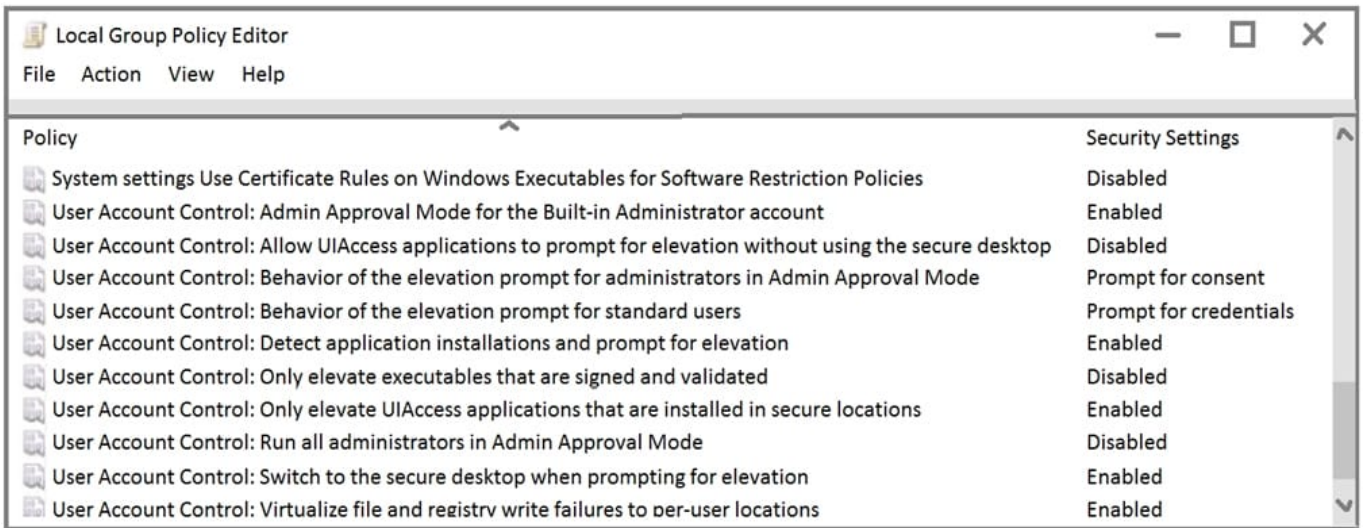 Local Group Policy Editor
File Action View Help
Policy Security Settings
System settings Use Certificate Rules on Windows Executables for Software Restriction Policies Disabled
User Account Control: Admin Approval Mode for the Built-in Administrator account Enabled
User Account Control: Allow UIAccess applications to prompt for elevation without using the secure desktop Disabled
User Account Control: Behavior of the elevation prompt for administrators in Admin Approval Mode Prompt for consent
User Account Control: Behavior of the elevation prompt for standard users Prompt for credentials
User Account Control: Detect application installations and prompt for elevation Enabled
User Account Control: Only elevate executables that are signed and validated Disabled
User Account Control: Only elevate UIAccess applications that are installed in secure locations Enabled
User Account Control: Run all administrators in Admin Approval Mode Disabled
User Account Control: Switch to the secure desktop when prompting for elevation Enabled
User Account Control: Virtualize file and registry write failures to per-user locations Enabled